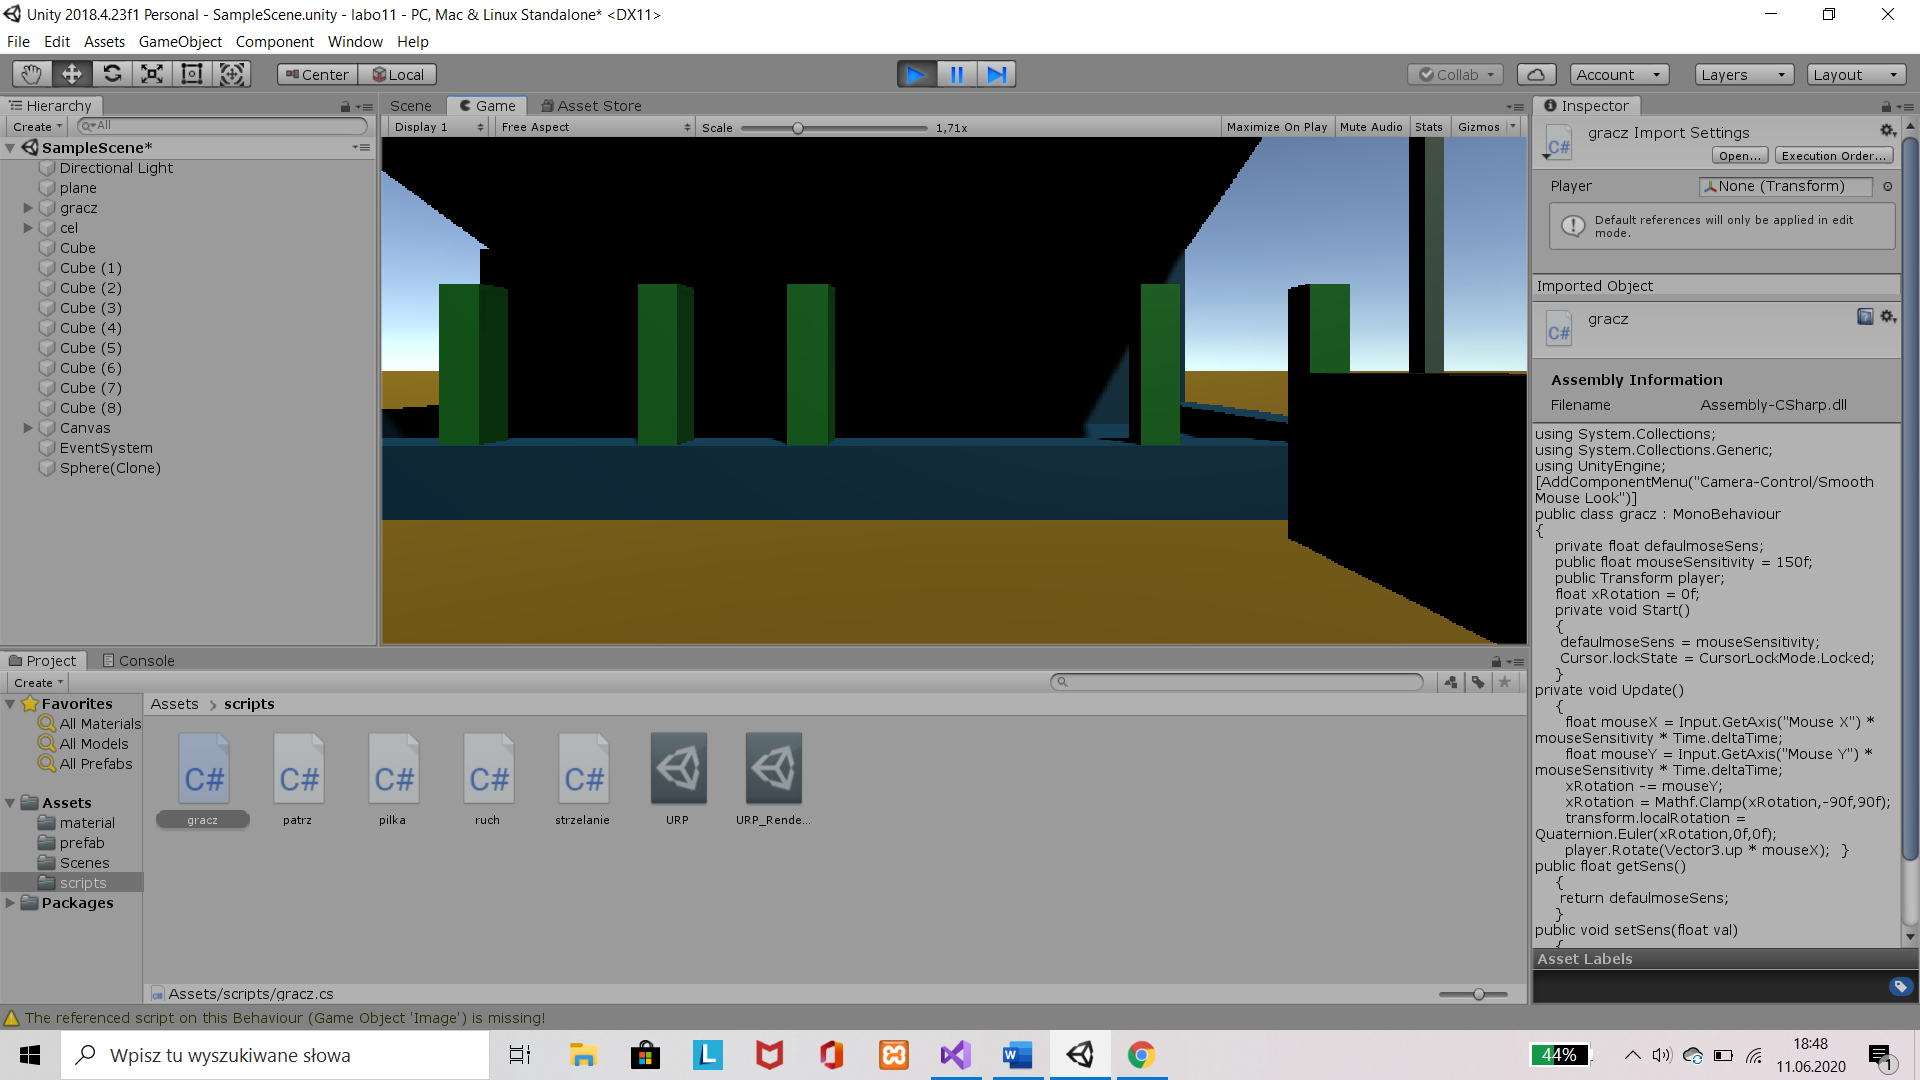 Unity 2018.4.23f1 Personal - SampleScene.unity - labo11 - PC, Mac & Linux Standalone* <DX11>
File Edit Assets GameObject Component Window Help
Center Local
Collab Account Layers Layout
Hierarchy
Create All
SampleScene*
Directional Light
plane
gracz
cel
Cube
Cube (1)
Cube (2)
Cube (3)
Cube (4)
Cube (5)
Cube (6)
Cube (7)
Cube (8)
Canvas
EventSystem
Sphere(Clone)
Scene Game Asset Store
Display 1 Free Aspect Scale 1,71x Maximize On Play Mute Audio Stats Gizmos
Inspector
gracz Import Settings
C#
Open... Execution Order...
Player None (Transform)
Default references will only be applied in edit
mode.
Imported Object
gracz
C#
Assembly Information
Filename Assembly-CSharp.dll
using System.Collections;
using System.Collections.Generic;
using UnityEngine;
[AddComponentMenu("Camera-Control/Smooth
Mouse Look")]
public class gracz : MonoBehaviour
{
private float defaulmoseSens;
public float mouseSensitivity = 150f;
public Transform player;
float xRotation = 0f;
private void Start()
{
defaulmoseSens = mouseSensitivity;
Cursor.lockState = CursorLockMode.Locked;
}
private void Update()
{
float mouseX = Input.GetAxis("Mouse X") *
mouseSensitivity * Time.deltaTime;
float mouseY = Input.GetAxis("Mouse Y") *
mouseSensitivity * Time.deltaTime;
xRotation -= mouseY;
xRotation = Mathf.Clamp(xRotation,-90f,90f);
transform.localRotation =
Quaternion.Euler(xRotation,0f,0f);
player.Rotate(Vector3.up * mouseX); }
public float getSens()
{
return defaulmoseSens;
}
public void setSens(float val)
{
Asset Labels
Project Console
Create
Favorites
All Materials
All Models
All Prefabs
Assets
material
prefab
Scenes
scripts
Packages
Assets > scripts
C# C# C# C# C#
gracz patrz pilka ruch strzelanie URP URP_Rende...
Assets/scripts/gracz.cs
The referenced script on this Behaviour (Game Object 'Image') is missing!
Wpisz tu wyszukiwane słowa
44%
18:48
11.06.2020
1